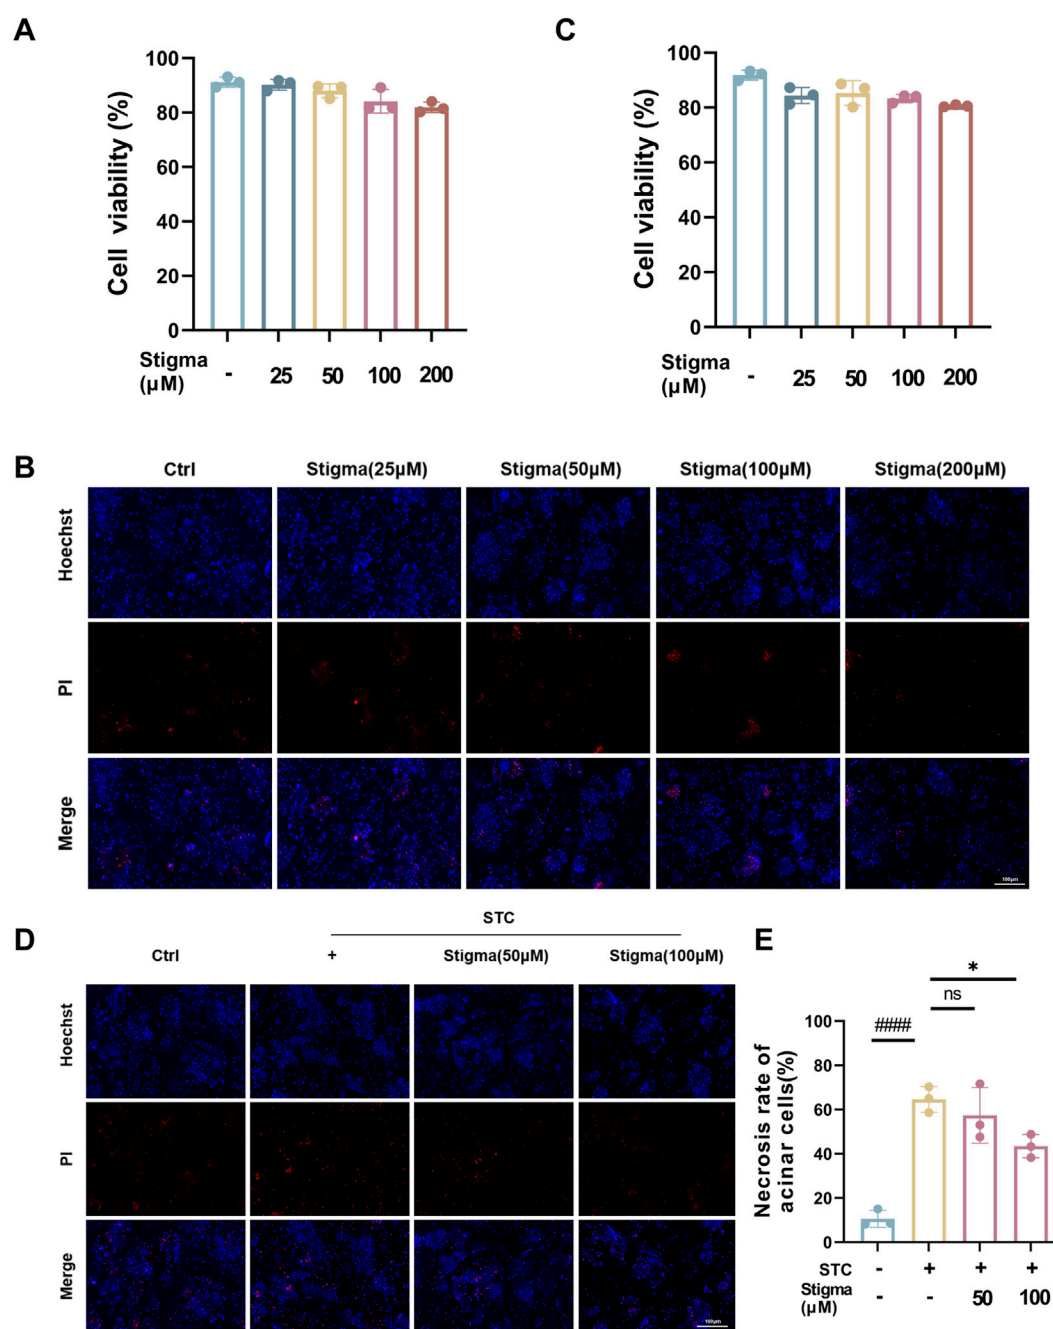 A
Cell viability (%)
100
80
60
40
20
0
Stigma
(μM)
- 25 50 100 200
C
Cell viability (%)
100
80
60
40
20
0
Stigma
(μM)
- 25 50 100 200
B
Ctrl Stigma(25μM) Stigma(50μM) Stigma(100μM) Stigma(200μM)
Hoechst
PI
Merge
100μm
D
STC
Ctrl + Stigma(50μM) Stigma(100μM)
Hoechst
PI
Merge
100μm
E
*
ns
####
Necrosis rate of
acinar cells(%)
100
80
60
40
20
0
STC - + + +
Stigma
(μM)
- - 50 100